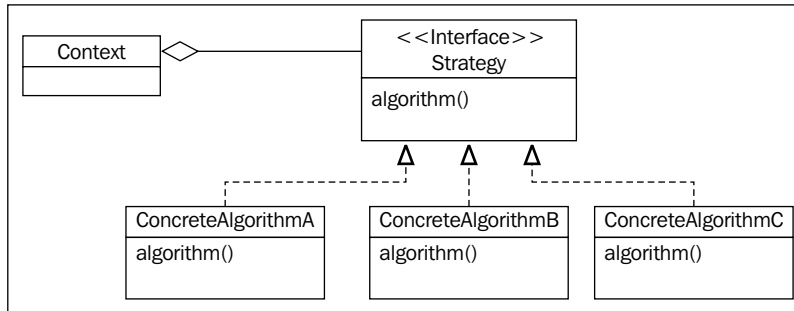 Context
<<Interface>>
Strategy
algorithm()
ConcreteAlgorithmA
algorithm()
ConcreteAlgorithmB
algorithm()
ConcreteAlgorithmC
algorithm()